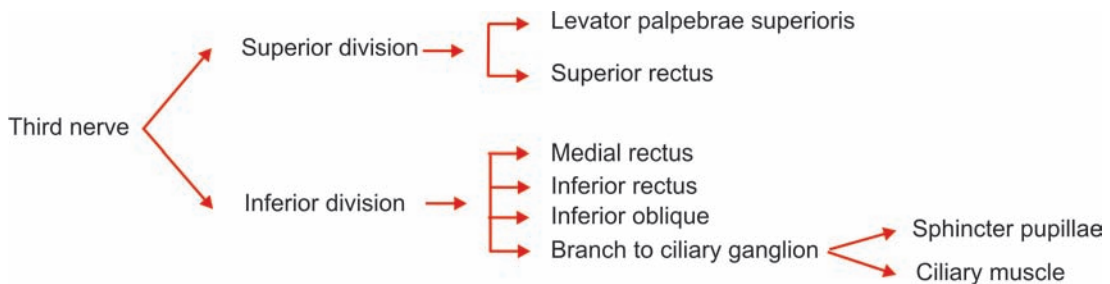 Third nerve
Superior division
Levator palpebrae superioris
Superior rectus
Inferior division
Medial rectus
Inferior rectus
Inferior oblique
Branch to ciliary ganglion
Sphincter pupillae
Ciliary muscle